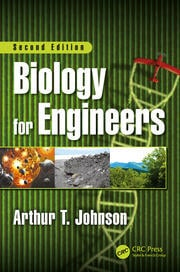 Second Edition
Biology
for Engineers
Arthur T. Johnson
CRC Press
Taylor & Francis Group